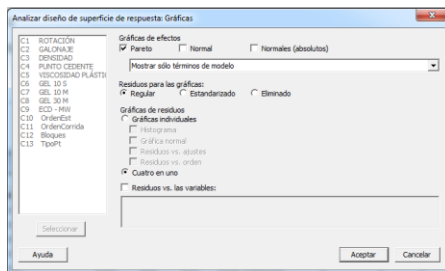 Analizar diseño de superficie de respuesta: Gráficas
C1 ROTACIÓN
C2 GALONAJE
C3 DENSIDAD
C4 PUNTO CEDENTE
C5 VISCOSIDAD PLÁSTI
C6 GEL 10 S
C7 GEL 10 M
C8 GEL 30 M
C9 ECD - MW
C10 OrdenEst
C11 OrdenCorrida
C12 Bloques
C13 TipoPt
Seleccionar
Ayuda
Gráficas de efectos
Pareto Normal Normales (absolutos)
Mostrar sólo términos de modelo
Residuos para las gráficas:
Regular Estandarizado Eliminado
Gráficas de residuos
Gráficas individuales
Histograma
Gráfica normal
Residuos vs. ajustes
Residuos vs. orden
Cuatro en uno
Residuos vs. las variables:
Aceptar Cancelar